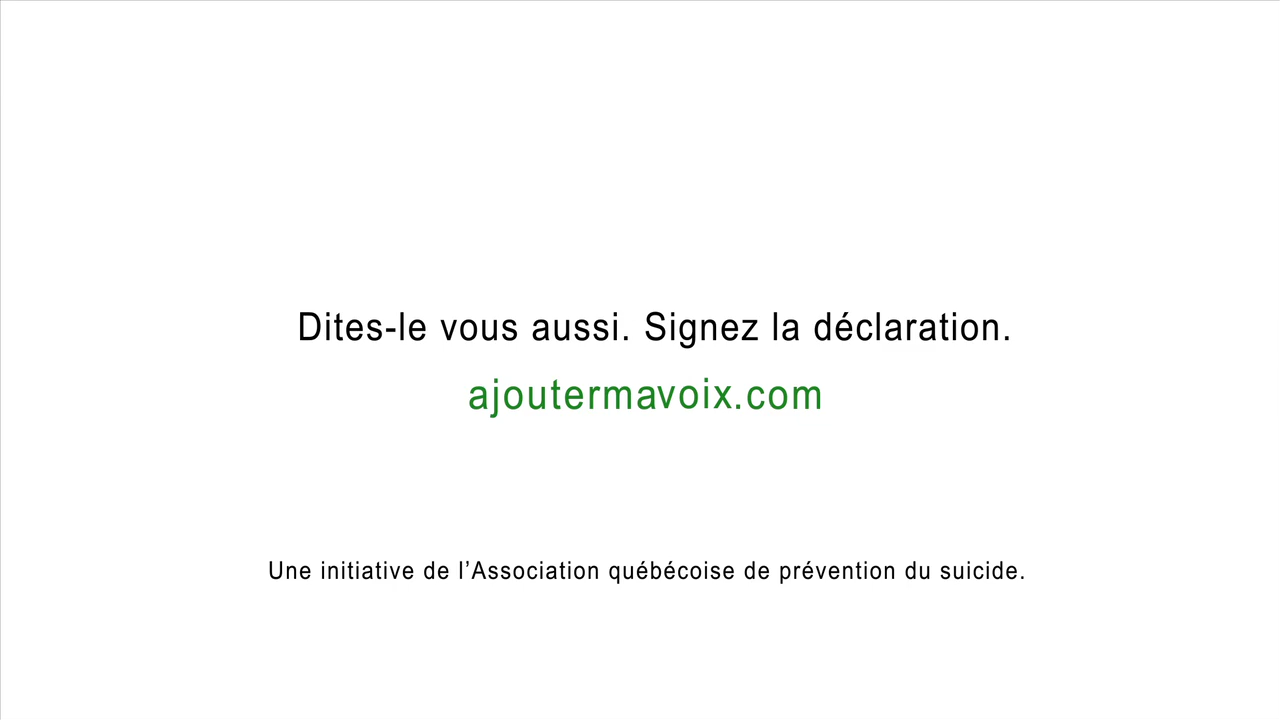 Dites-le vous aussi. Signez la déclaration.
ajoutermavoix.com
Une initiative de l’Association québécoise de prévention du suicide.